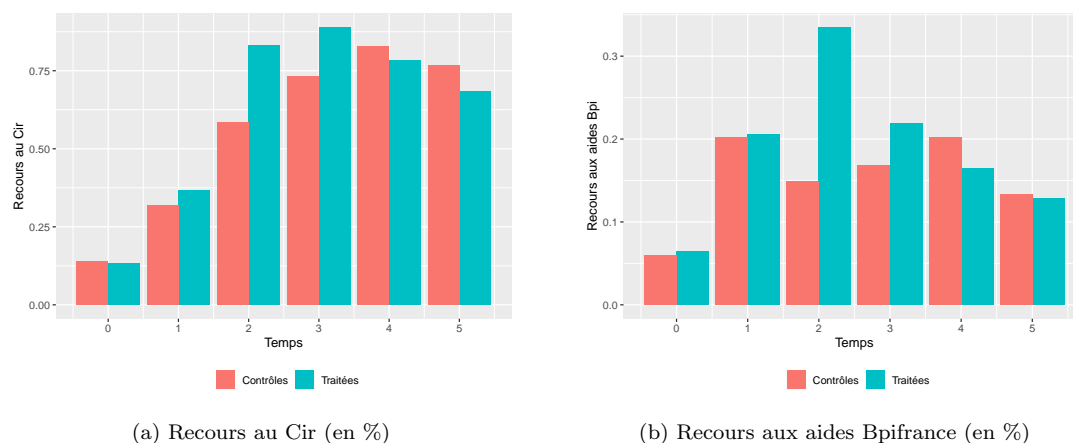 Recours au Cir
0.75
0.50
0.25
0.00
0 1 2 3 4 5
Temps
Contrôles Traitées
(a) Recours au Cir (en %)
Recours aux aides Bpi
0.3
0.2
0.1
0.0
0 1 2 3 4 5
Temps
Contrôles Traitées
(b) Recours aux aides Bpifrance (en %)